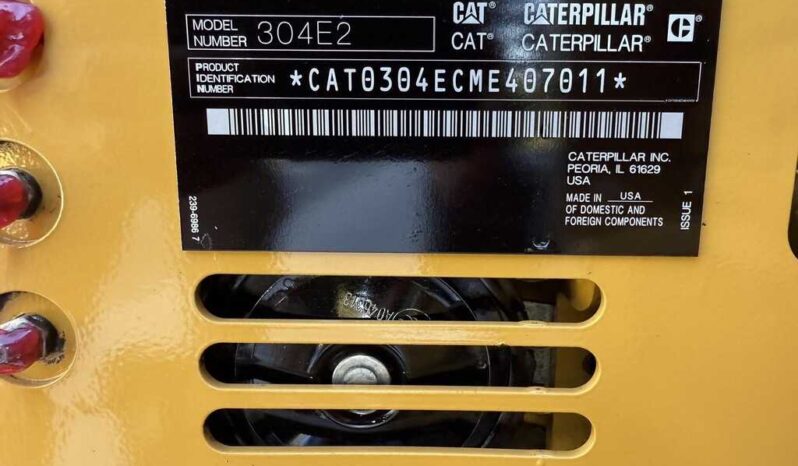 MODEL NUMBER 304E2
CAT CATERPILLAR C
CAT® CATERPILLAR®
PRODUCT IDENTIFICATION NUMBER *CAT0304ECME407011*
CATERPILLAR INC.
PEORIA, IL 61629
USA
MADE IN USA
OF DOMESTIC AND
FOREIGN COMPONENTS
ISSUE 1
239-6986 7